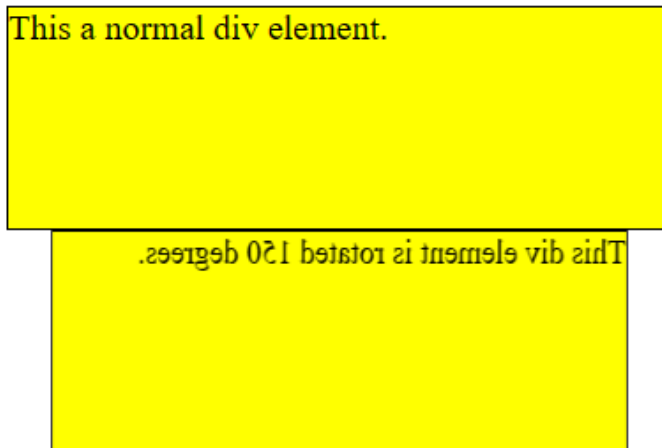 This a normal div element.
This div element is rotated 150 degrees.